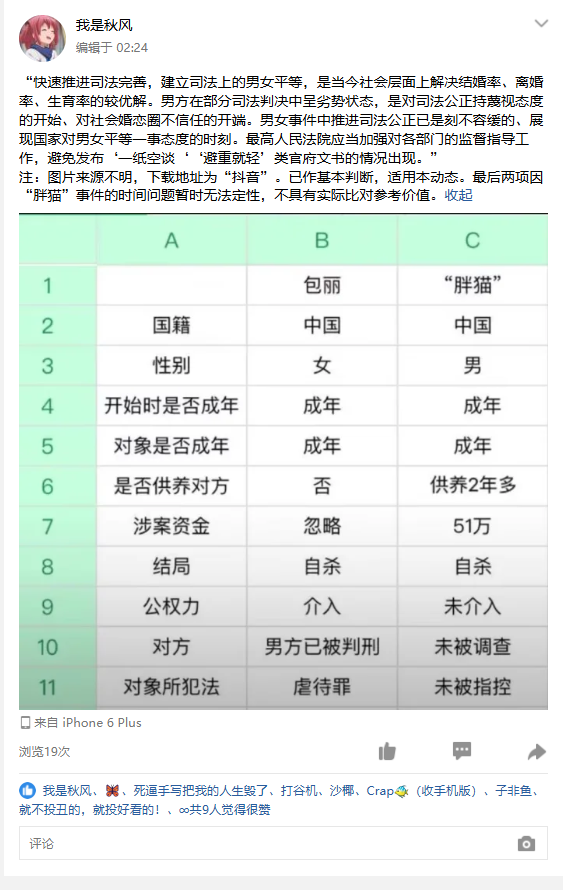 我是秋风
编辑于 02:24
“快速推进司法完善，建立司法上的男女平等，是当今社会层面上解决结婚率、离婚
率、生育率的较优解。男方在部分司法判决中呈劣势状态，是对司法公正持蔑视态度
的开始、对社会婚恋圈不信任的开端。男女事件中推进司法公正已是刻不容缓的、展
现国家对男女平等一事态度的时刻。最高人民法院应当加强对各部门的监督指导工
作，避免发布‘一纸空谈‘‘避重就轻’类官府文书的情况出现。”
注：图片来源不明，下载地址为“抖音”。已作基本判断，适用本动态。最后两项因
“胖猫”事件的时间问题暂时无法定性，不具有实际比对参考价值。收起
A B C
1 包丽 “胖猫”
2 国籍 中国 中国
3 性别 女 男
4 开始时是否成年 成年 成年
5 对象是否成年 成年 成年
6 是否供养对方 否 供养2年多
7 涉案资金 忽略 51万
8 结局 自杀 自杀
9 公权力 介入 未介入
10 对方 男方已被判刑 未被调查
11 对象所犯法 虐待罪 未被指控
来自 iPhone 6 Plus
浏览19次
我是秋风、🦋、死逼手写把我的人生毁了、打谷机、沙椰、Crap🐠（收手机版）、子非鱼、
就不投丑的，就投好看的！、∞共9人觉得很赞
评论